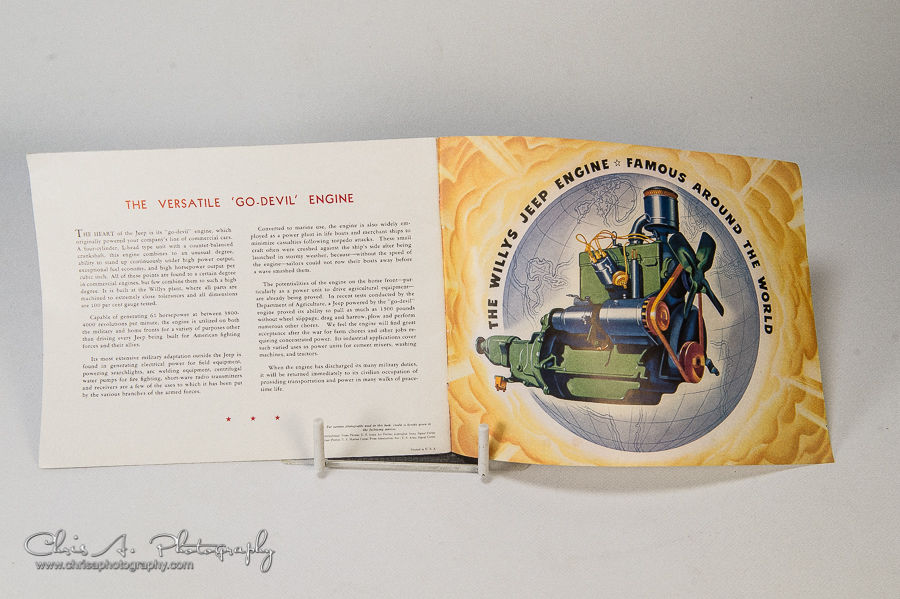 THE VERSATILE 'GO-DEVIL' ENGINE
THE HEART of the Jeep is its "go-devil" engine, which
originally powered your company's line of commercial cars.
A four-cylinder, L-head type unit with a counter-balanced
crankshaft, this engine combines to an unusual degree,
ability to stand up continuously under high power output,
exceptional fuel economy, and high horsepower output per
cubic inch. All of these points are found to a certain degree
in commercial engines, but few combine them to such a high
degree. It is built at the Willys plant, where all parts are
machined to extremely close tolerances and all dimensions
are 100 per cent gauge tested.
Capable of generating 63 horsepower at between 3800-
4000 revolutions per minute, the engine is utilized on both
the military and home fronts for a variety of purposes other
than driving every Jeep being built for American fighting
forces and their allies.
Its most extensive military adaptation outside the Jeep is
found in generating electrical power for field equipment,
powering searchlights, arc welding equipment, centrifugal
water pumps for fire fighting, short-wave radio transmitters
and receivers are a few of the uses to which it has been put
by the various branches of the armed forces.
Converted to marine use, the engine is also widely em-
ployed as a power plant in life boats and merchant ships to
minimize casualties following torpedo attacks. These small
craft often were crushed against the ship's side after being
launched in stormy weather, because—without the speed of
the engine—sailors could not row their boats away before
a wave smashed them.
The potentialities of the engine on the home front—par-
ticularly as a power unit to drive agricultural equipment—
are already being proved. In recent tests conducted by the
Department of Agriculture, a Jeep powered by the "go-devil"
engine proved its ability to pull as much as 1500 pounds
without wheel slippage, drag and harrow, plow and perform
numerous other chores. We feel the engine will find great
acceptance after the war for farm chores and other jobs re-
quiring concentrated power. Its industrial applications cover
such varied uses as power units for cement mixers, washing
machines, and tractors.
When the engine has discharged its many military duties,
it will be returned immediately to its civilian occupation of
providing transportation and power in many walks of peace-
time life.
For various photographs used in this book, credit is hereby given to
the following sources:
Printed in U. S. A.
THE WILLYS JEEP ENGINE ☆ FAMOUS AROUND THE WORLD
Chris A. Photography
www.chrisaphotography.com